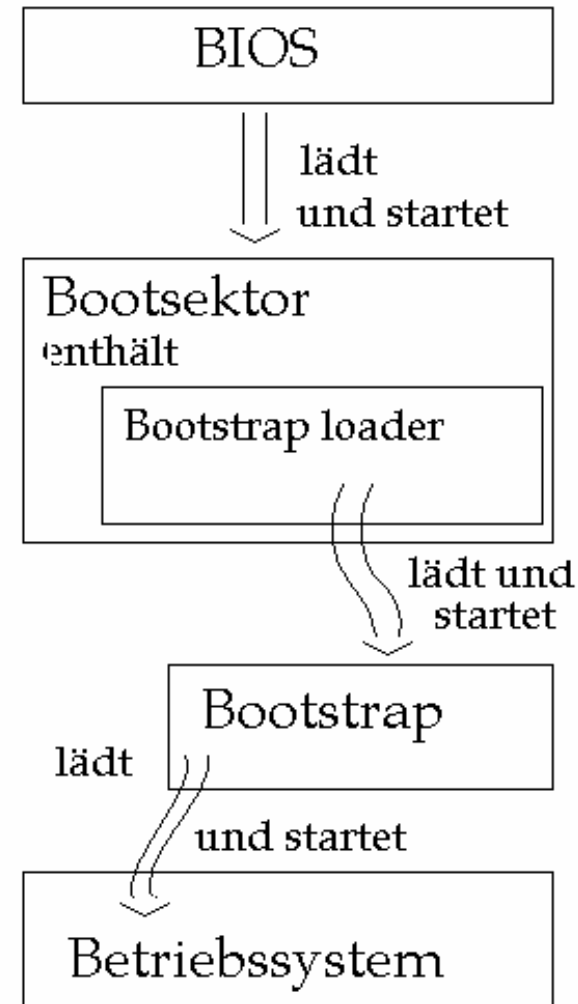 BIOS
lädt
und startet
Bootsektor
enthält
Bootstrap loader
lädt und
startet
Bootstrap
lädt
und startet
Betriebssystem